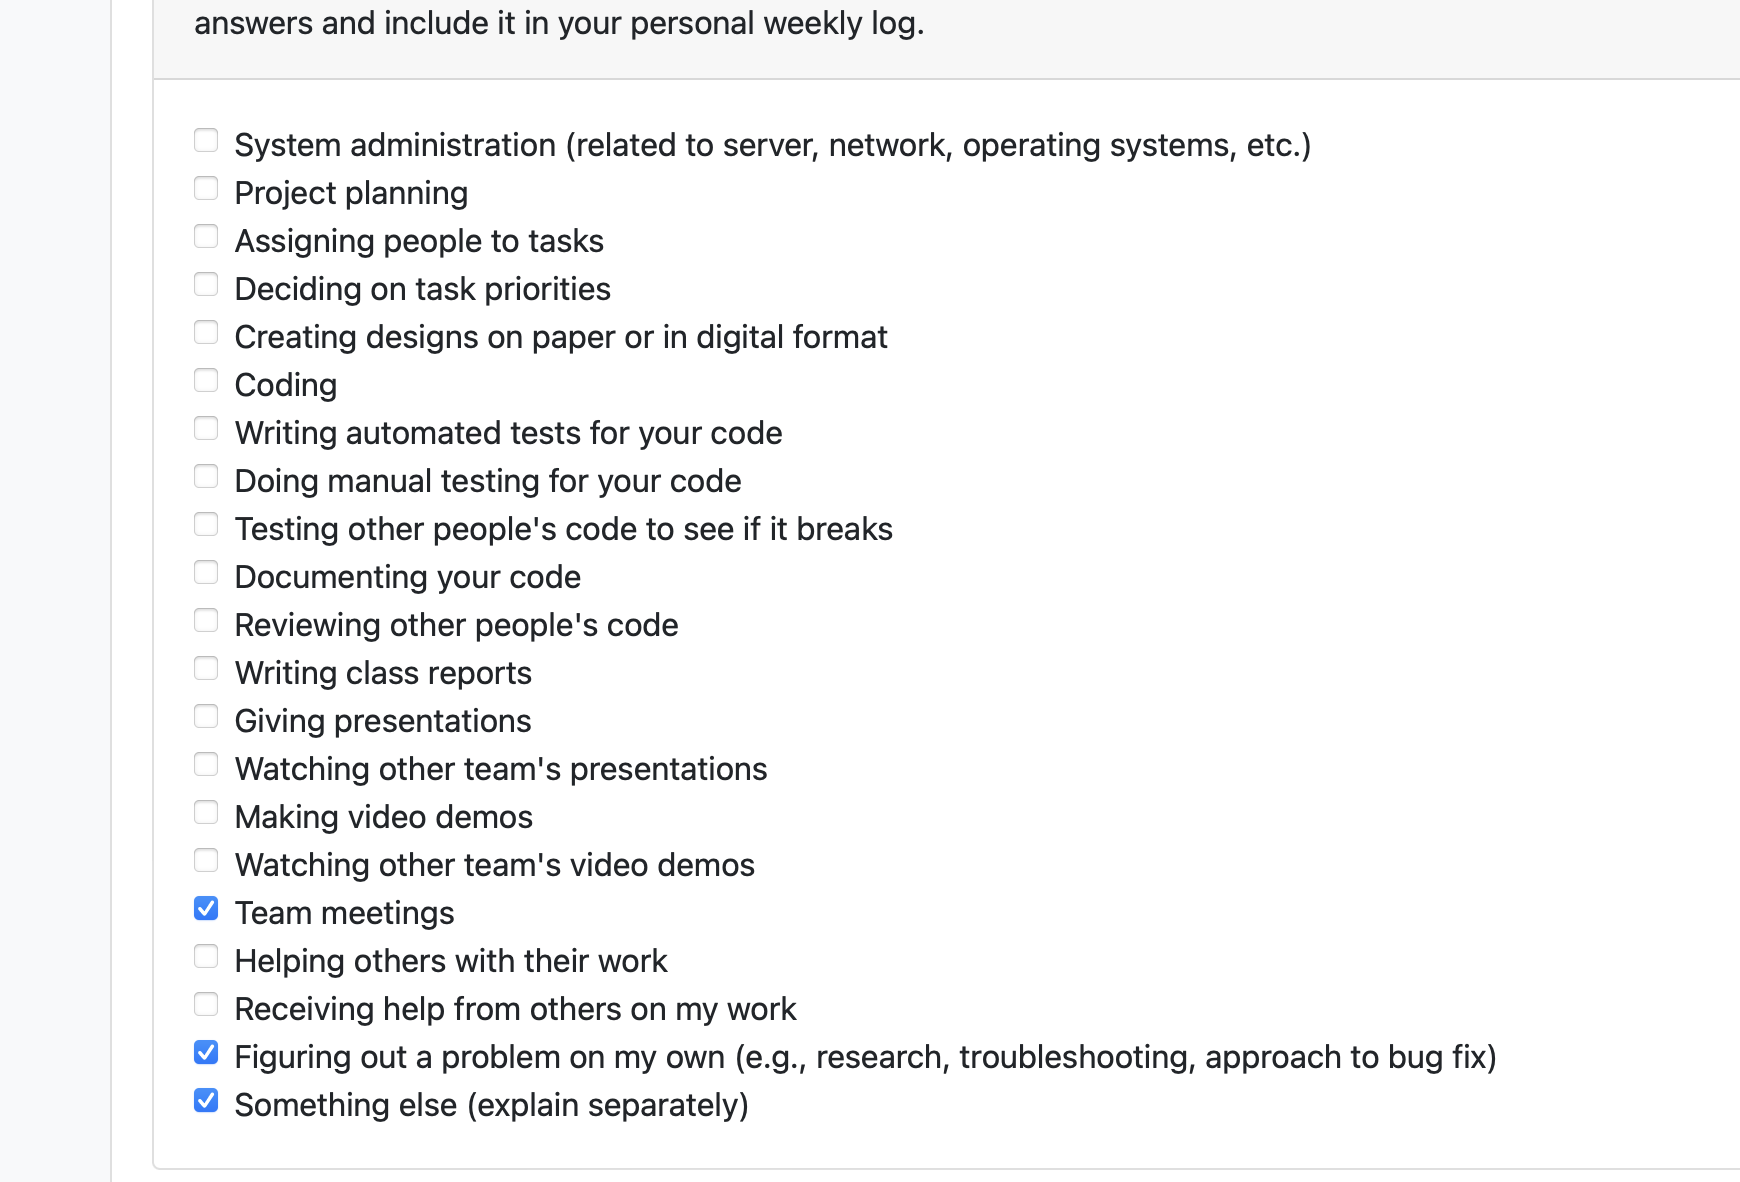 answers and include it in your personal weekly log.
System administration (related to server, network, operating systems, etc.)
Project planning
Assigning people to tasks
Deciding on task priorities
Creating designs on paper or in digital format
Coding
Writing automated tests for your code
Doing manual testing for your code
Testing other people's code to see if it breaks
Documenting your code
Reviewing other people's code
Writing class reports
Giving presentations
Watching other team's presentations
Making video demos
Watching other team's video demos
Team meetings
Helping others with their work
Receiving help from others on my work
Figuring out a problem on my own (e.g., research, troubleshooting, approach to bug fix)
Something else (explain separately)